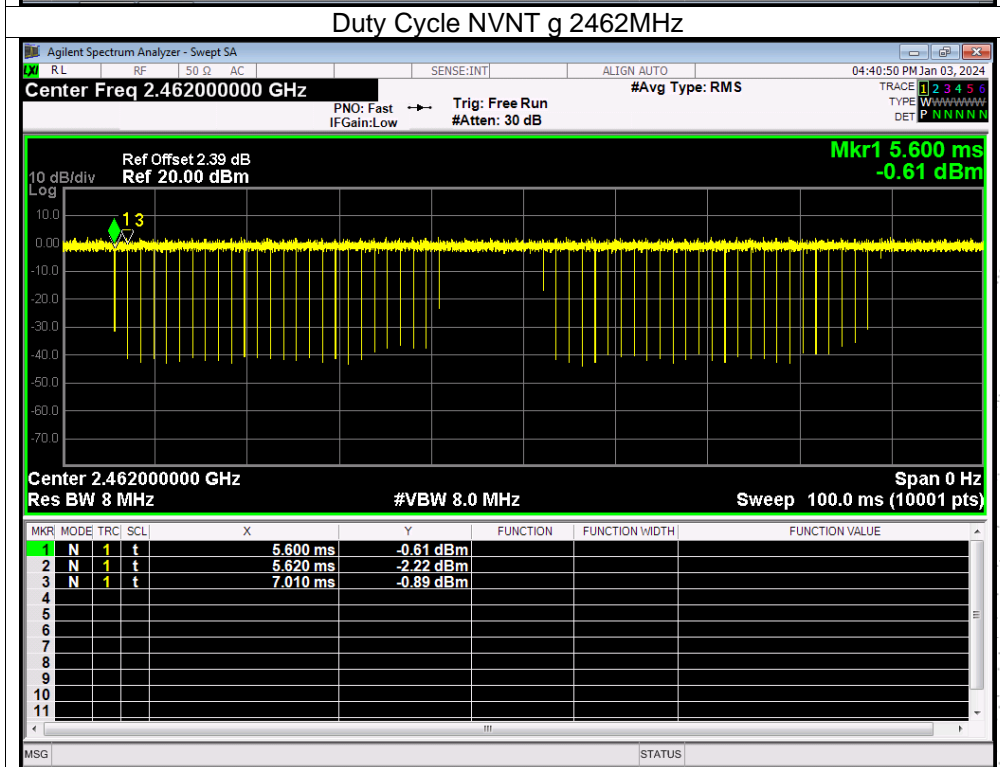 Duty Cycle NVNT g 2462MHz
Agilent Spectrum Analyzer - Swept SA
LXI RL RF 50 Ω AC SENSE:INT ALIGN AUTO 04:40:50 PM Jan 03, 2024
Center Freq 2.462000000 GHz #Avg Type: RMS TRACE 1 2 3 4 5 6
PNO: Fast Trig: Free Run TYPE WWWWWW
IFGain:Low #Atten: 30 dB DET P N N N N N
Mkr1 5.600 ms
Ref Offset 2.39 dB
10 dB/div Ref 20.00 dBm -0.61 dBm
Log
10.0
1 3
0.00
-10.0
-20.0
-30.0
-40.0
-50.0
-60.0
-70.0
Center 2.462000000 GHz Span 0 Hz
Res BW 8 MHz #VBW 8.0 MHz Sweep 100.0 ms (10001 pts)
MKR MODE TRC SCL X Y FUNCTION FUNCTION WIDTH FUNCTION VALUE
1 N 1 t 5.600 ms -0.61 dBm
2 N 1 t 5.620 ms -2.22 dBm
3 N 1 t 7.010 ms -0.89 dBm
4
5
6
7
8
9
10
11
MSG STATUS